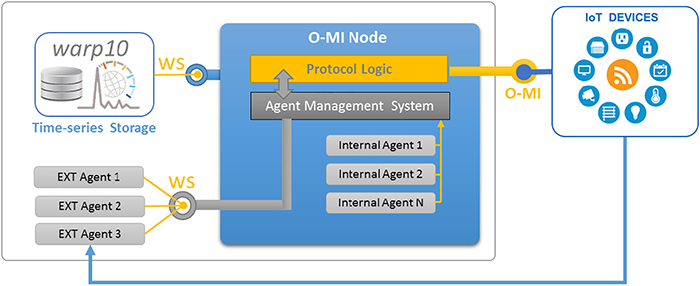 warp10
Time-series Storage
WS
O-MI Node
Protocol Logic
Agent Management System
Internal Agent 1
Internal Agent 2
Internal Agent N
EXT Agent 1
EXT Agent 2
EXT Agent 3
WS
O-MI
IoT DEVICES